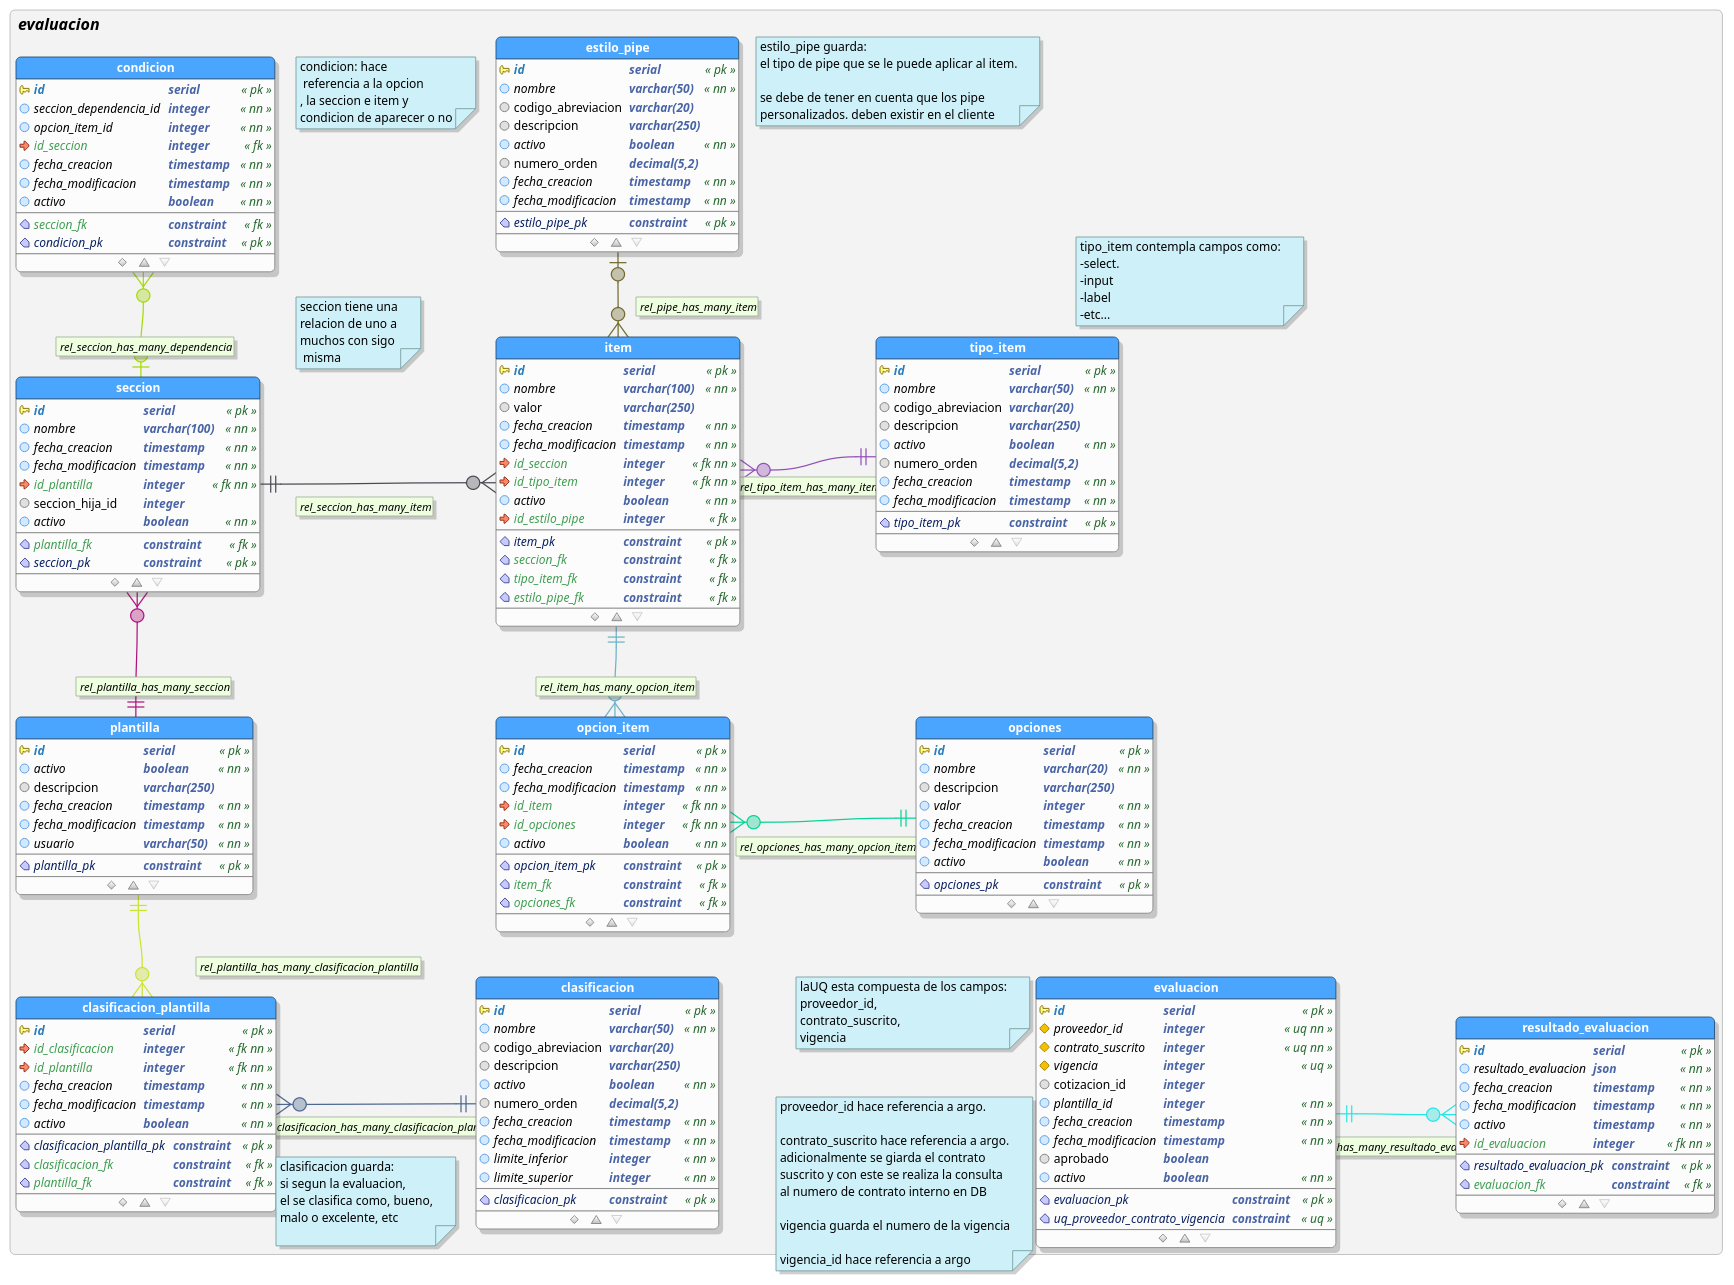 evaluacion
condicion
id serial « pk »
seccion_dependencia_id integer « nn »
opcion_item_id integer « nn »
id_seccion integer « fk »
fecha_creacion timestamp « nn »
fecha_modificacion timestamp « nn »
activo boolean « nn »
seccion_fk constraint « fk »
condicion_pk constraint « pk »
condicion: hace
referencia a la opcion
, la seccion e item y
condicion de aparecer o no
estilo_pipe
id serial « pk »
nombre varchar(50) « nn »
codigo_abreviacion varchar(20)
descripcion varchar(250)
activo boolean « nn »
numero_orden decimal(5,2)
fecha_creacion timestamp « nn »
fecha_modificacion timestamp « nn »
estilo_pipe_pk constraint « pk »
estilo_pipe guarda:
el tipo de pipe que se le puede aplicar al item.
se debe de tener en cuenta que los pipe
personalizados. deben existir en el cliente
tipo_item contempla campos como:
-select.
-input
-label
-etc...
seccion tiene una
relacion de uno a
muchos con sigo
misma
rel_pipe_has_many_item
rel_seccion_has_many_dependencia
seccion
id serial « pk »
nombre varchar(100) « nn »
fecha_creacion timestamp « nn »
fecha_modificacion timestamp « nn »
id_plantilla integer « fk nn »
seccion_hija_id integer
activo boolean « nn »
plantilla_fk constraint « fk »
seccion_pk constraint « pk »
rel_seccion_has_many_item
item
id serial « pk »
nombre varchar(100) « nn »
valor varchar(250)
fecha_creacion timestamp « nn »
fecha_modificacion timestamp « nn »
id_seccion integer « fk nn »
id_tipo_item integer « fk nn »
activo boolean « nn »
id_estilo_pipe integer « fk »
item_pk constraint « pk »
seccion_fk constraint « fk »
tipo_item_fk constraint « fk »
estilo_pipe_fk constraint « fk »
rel_tipo_item_has_many_item
tipo_item
id serial « pk »
nombre varchar(50) « nn »
codigo_abreviacion varchar(20)
descripcion varchar(250)
activo boolean « nn »
numero_orden decimal(5,2)
fecha_creacion timestamp « nn »
fecha_modificacion timestamp « nn »
tipo_item_pk constraint « pk »
rel_plantilla_has_many_seccion
rel_item_has_many_opcion_item
plantilla
id serial « pk »
activo boolean « nn »
descripcion varchar(250)
fecha_creacion timestamp « nn »
fecha_modificacion timestamp « nn »
usuario varchar(50) « nn »
plantilla_pk constraint « pk »
opcion_item
id serial « pk »
fecha_creacion timestamp « nn »
fecha_modificacion timestamp « nn »
id_item integer « fk nn »
id_opciones integer « fk nn »
activo boolean « nn »
opcion_item_pk constraint « pk »
item_fk constraint « fk »
opciones_fk constraint « fk »
rel_opciones_has_many_opcion_item
opciones
id serial « pk »
nombre varchar(20) « nn »
descripcion varchar(250)
valor integer « nn »
fecha_creacion timestamp « nn »
fecha_modificacion timestamp « nn »
activo boolean « nn »
opciones_pk constraint « pk »
rel_plantilla_has_many_clasificacion_plantilla
clasificacion_plantilla
id serial « pk »
id_clasificacion integer « fk nn »
id_plantilla integer « fk nn »
fecha_creacion timestamp « nn »
fecha_modificacion timestamp « nn »
activo boolean « nn »
clasificacion_plantilla_pk constraint « pk »
clasificacion_fk constraint « fk »
plantilla_fk constraint « fk »
clasificacion_has_many_clasificacion_plan
clasificacion guarda:
si segun la evaluacion,
el se clasifica como, bueno,
malo o excelente, etc
clasificacion
id serial « pk »
nombre varchar(50) « nn »
codigo_abreviacion varchar(20)
descripcion varchar(250)
activo boolean « nn »
numero_orden decimal(5,2)
fecha_creacion timestamp « nn »
fecha_modificacion timestamp « nn »
limite_inferior integer « nn »
limite_superior integer « nn »
clasificacion_pk constraint « pk »
laUQ esta compuesta de los campos:
proveedor_id,
contrato_suscrito,
vigencia
proveedor_id hace referencia a argo.
contrato_suscrito hace referencia a argo.
adicionalmente se giarda el contrato
suscrito y con este se realiza la consulta
al numero de contrato interno en DB
vigencia guarda el numero de la vigencia
vigencia_id hace referencia a argo
evaluacion
id serial « pk »
proveedor_id integer « uq nn »
contrato_suscrito integer « uq nn »
vigencia integer « uq »
cotizacion_id integer
plantilla_id integer « nn »
fecha_creacion timestamp « nn »
fecha_modificacion timestamp « nn »
aprobado boolean
activo boolean « nn »
evaluacion_pk constraint « pk »
uq_proveedor_contrato_vigencia constraint « uq »
has_many_resultado_eva
resultado_evaluacion
id serial « pk »
resultado_evaluacion json « nn »
fecha_creacion timestamp « nn »
fecha_modificacion timestamp « nn »
activo timestamp « nn »
id_evaluacion integer « fk nn »
resultado_evaluacion_pk constraint « pk »
evaluacion_fk constraint « fk »